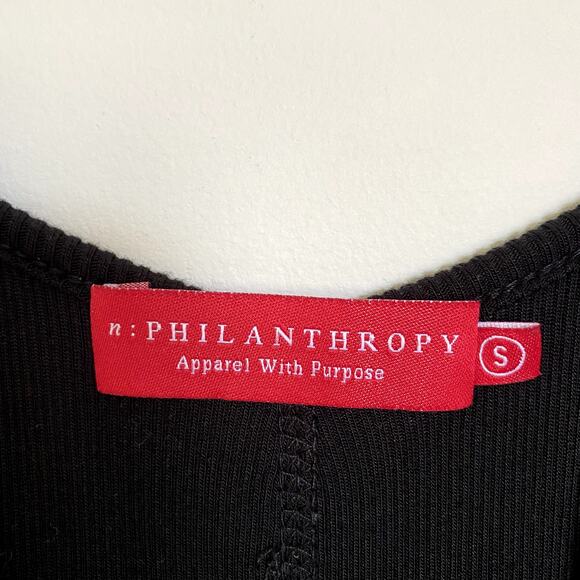 n: PHILANTHROPY
Apparel With Purpose
S